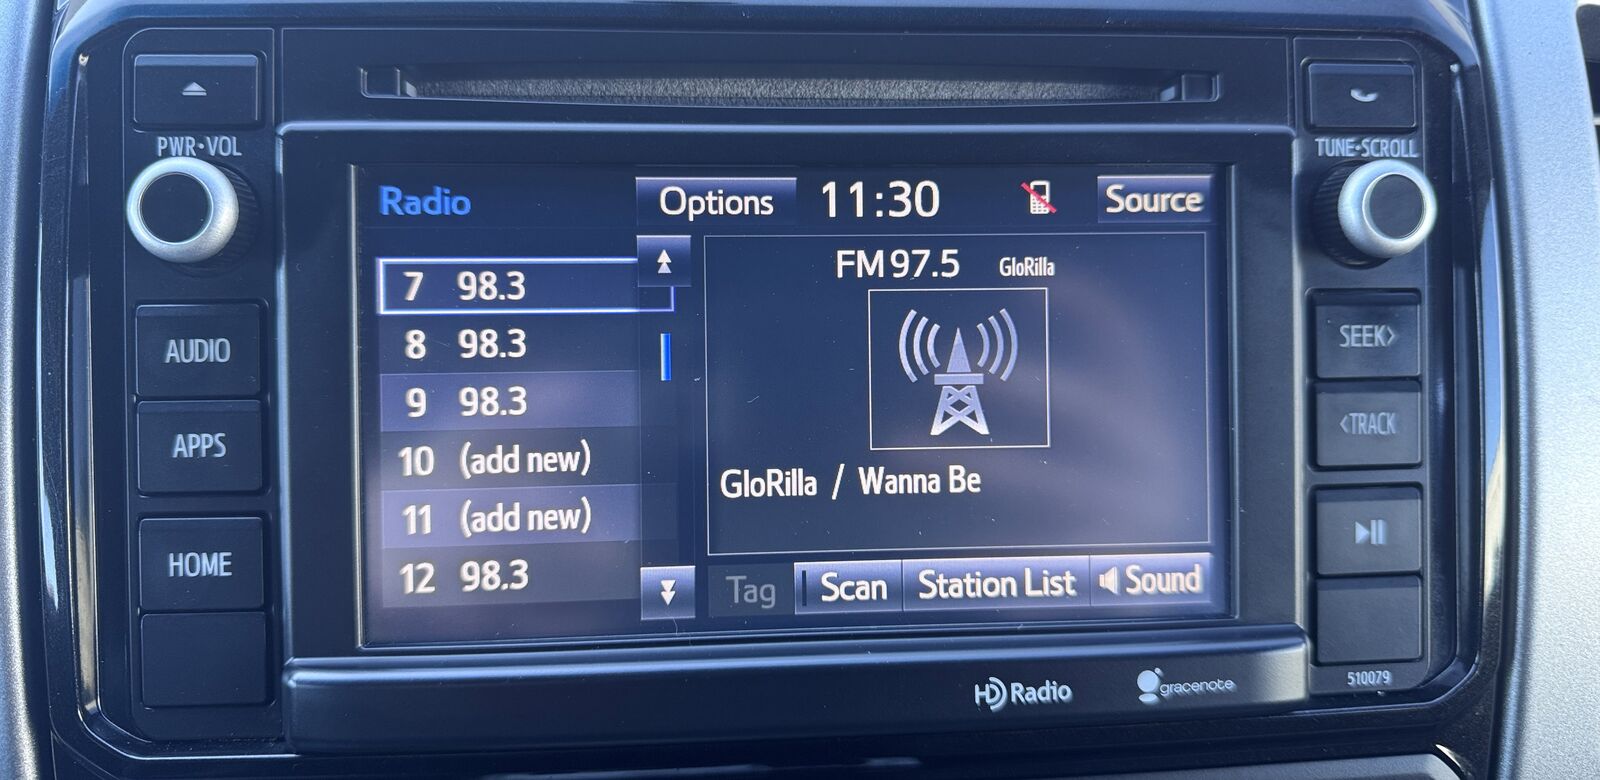 PWR•VOL
TUNE•SCROLL
Radio
Options
11:30
Source
7 98.3
8 98.3
9 98.3
10 (add new)
11 (add new)
12 98.3
FM 97.5 GloRilla
GloRilla / Wanna Be
Tag
Scan
Station List
Sound
AUDIO
APPS
HOME
SEEK>
<TRACK
HD Radio
gracenote
510079